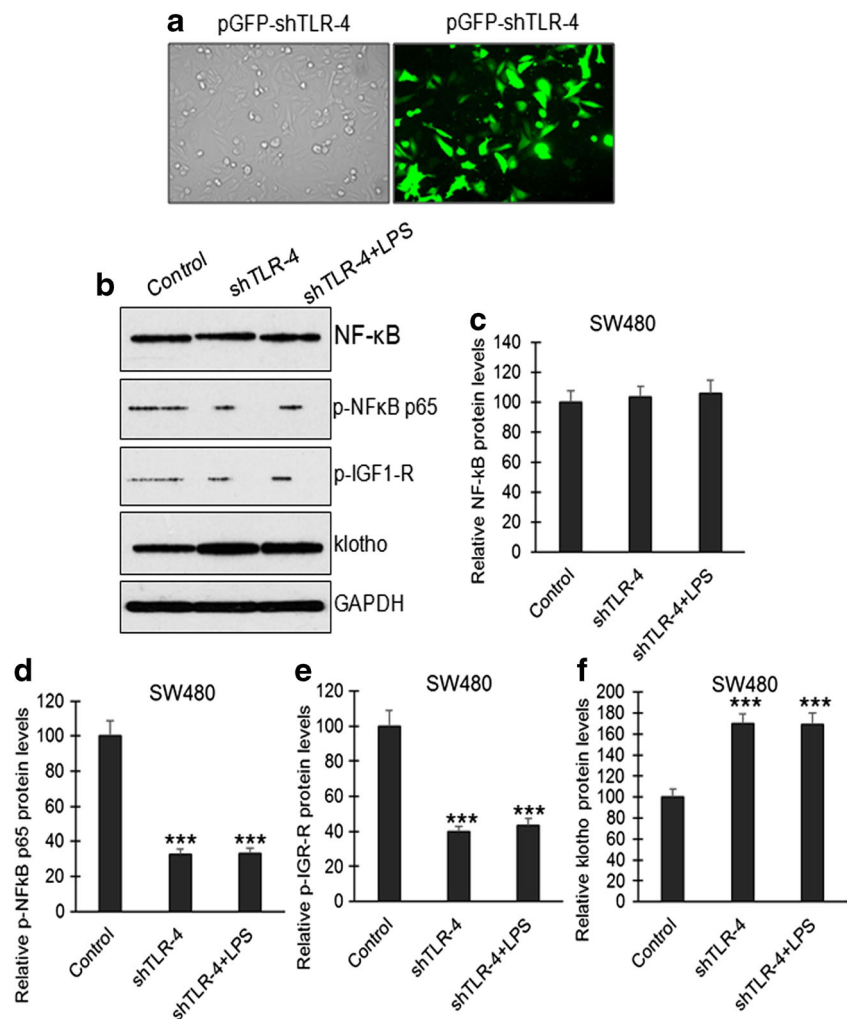 a
pGFP-shTLR-4
pGFP-shTLR-4
b
Control
shTLR-4
shTLR-4+LPS
NF-κB
p-NFκB p65
p-IGF1-R
klotho
GAPDH
c
SW480
Relative NF-kB protein levels
140
120
100
80
60
40
20
0
Control
shTLR-4
shTLR-4+LPS
d
SW480
Relative p-NFkB p65 protein levels
120
100
80
60
40
20
0
***
***
Control
shTLR-4
shTLR-4+LPS
e
SW480
Relative p-IGR-R protein levels
120
100
80
60
40
20
0
***
***
Control
shTLR-4
shTLR-4+LPS
f
SW480
Relative klotho protein levels
200
180
160
140
120
100
80
60
40
20
0
***
***
Control
shTLR-4
shTLR-4+LPS